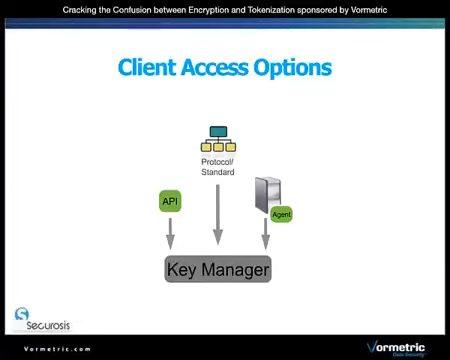 Cracking the Confusion between Encryption and Tokenization sponsored by Vormetric
Client Access Options
Protocol/
Standard
API
Agent
Key Manager
S
Securosis
Vormetric.com
Vormetric
Data Security